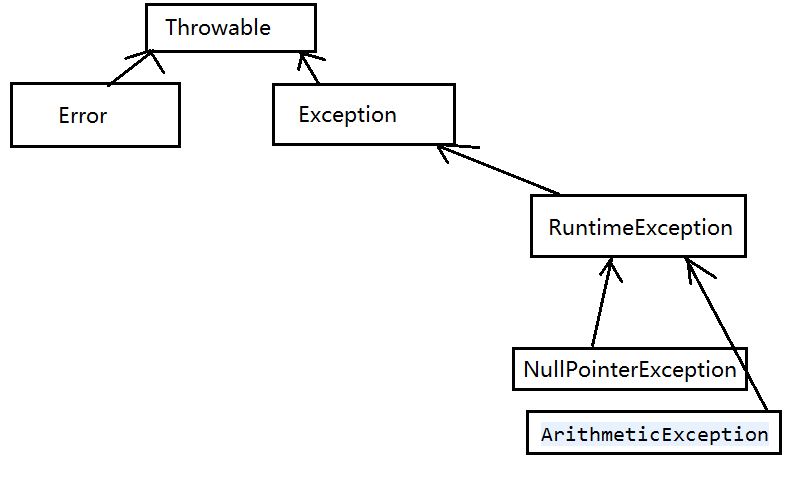 Throwable
Error
Exception
RuntimeException
NullPointerException
ArithmeticException